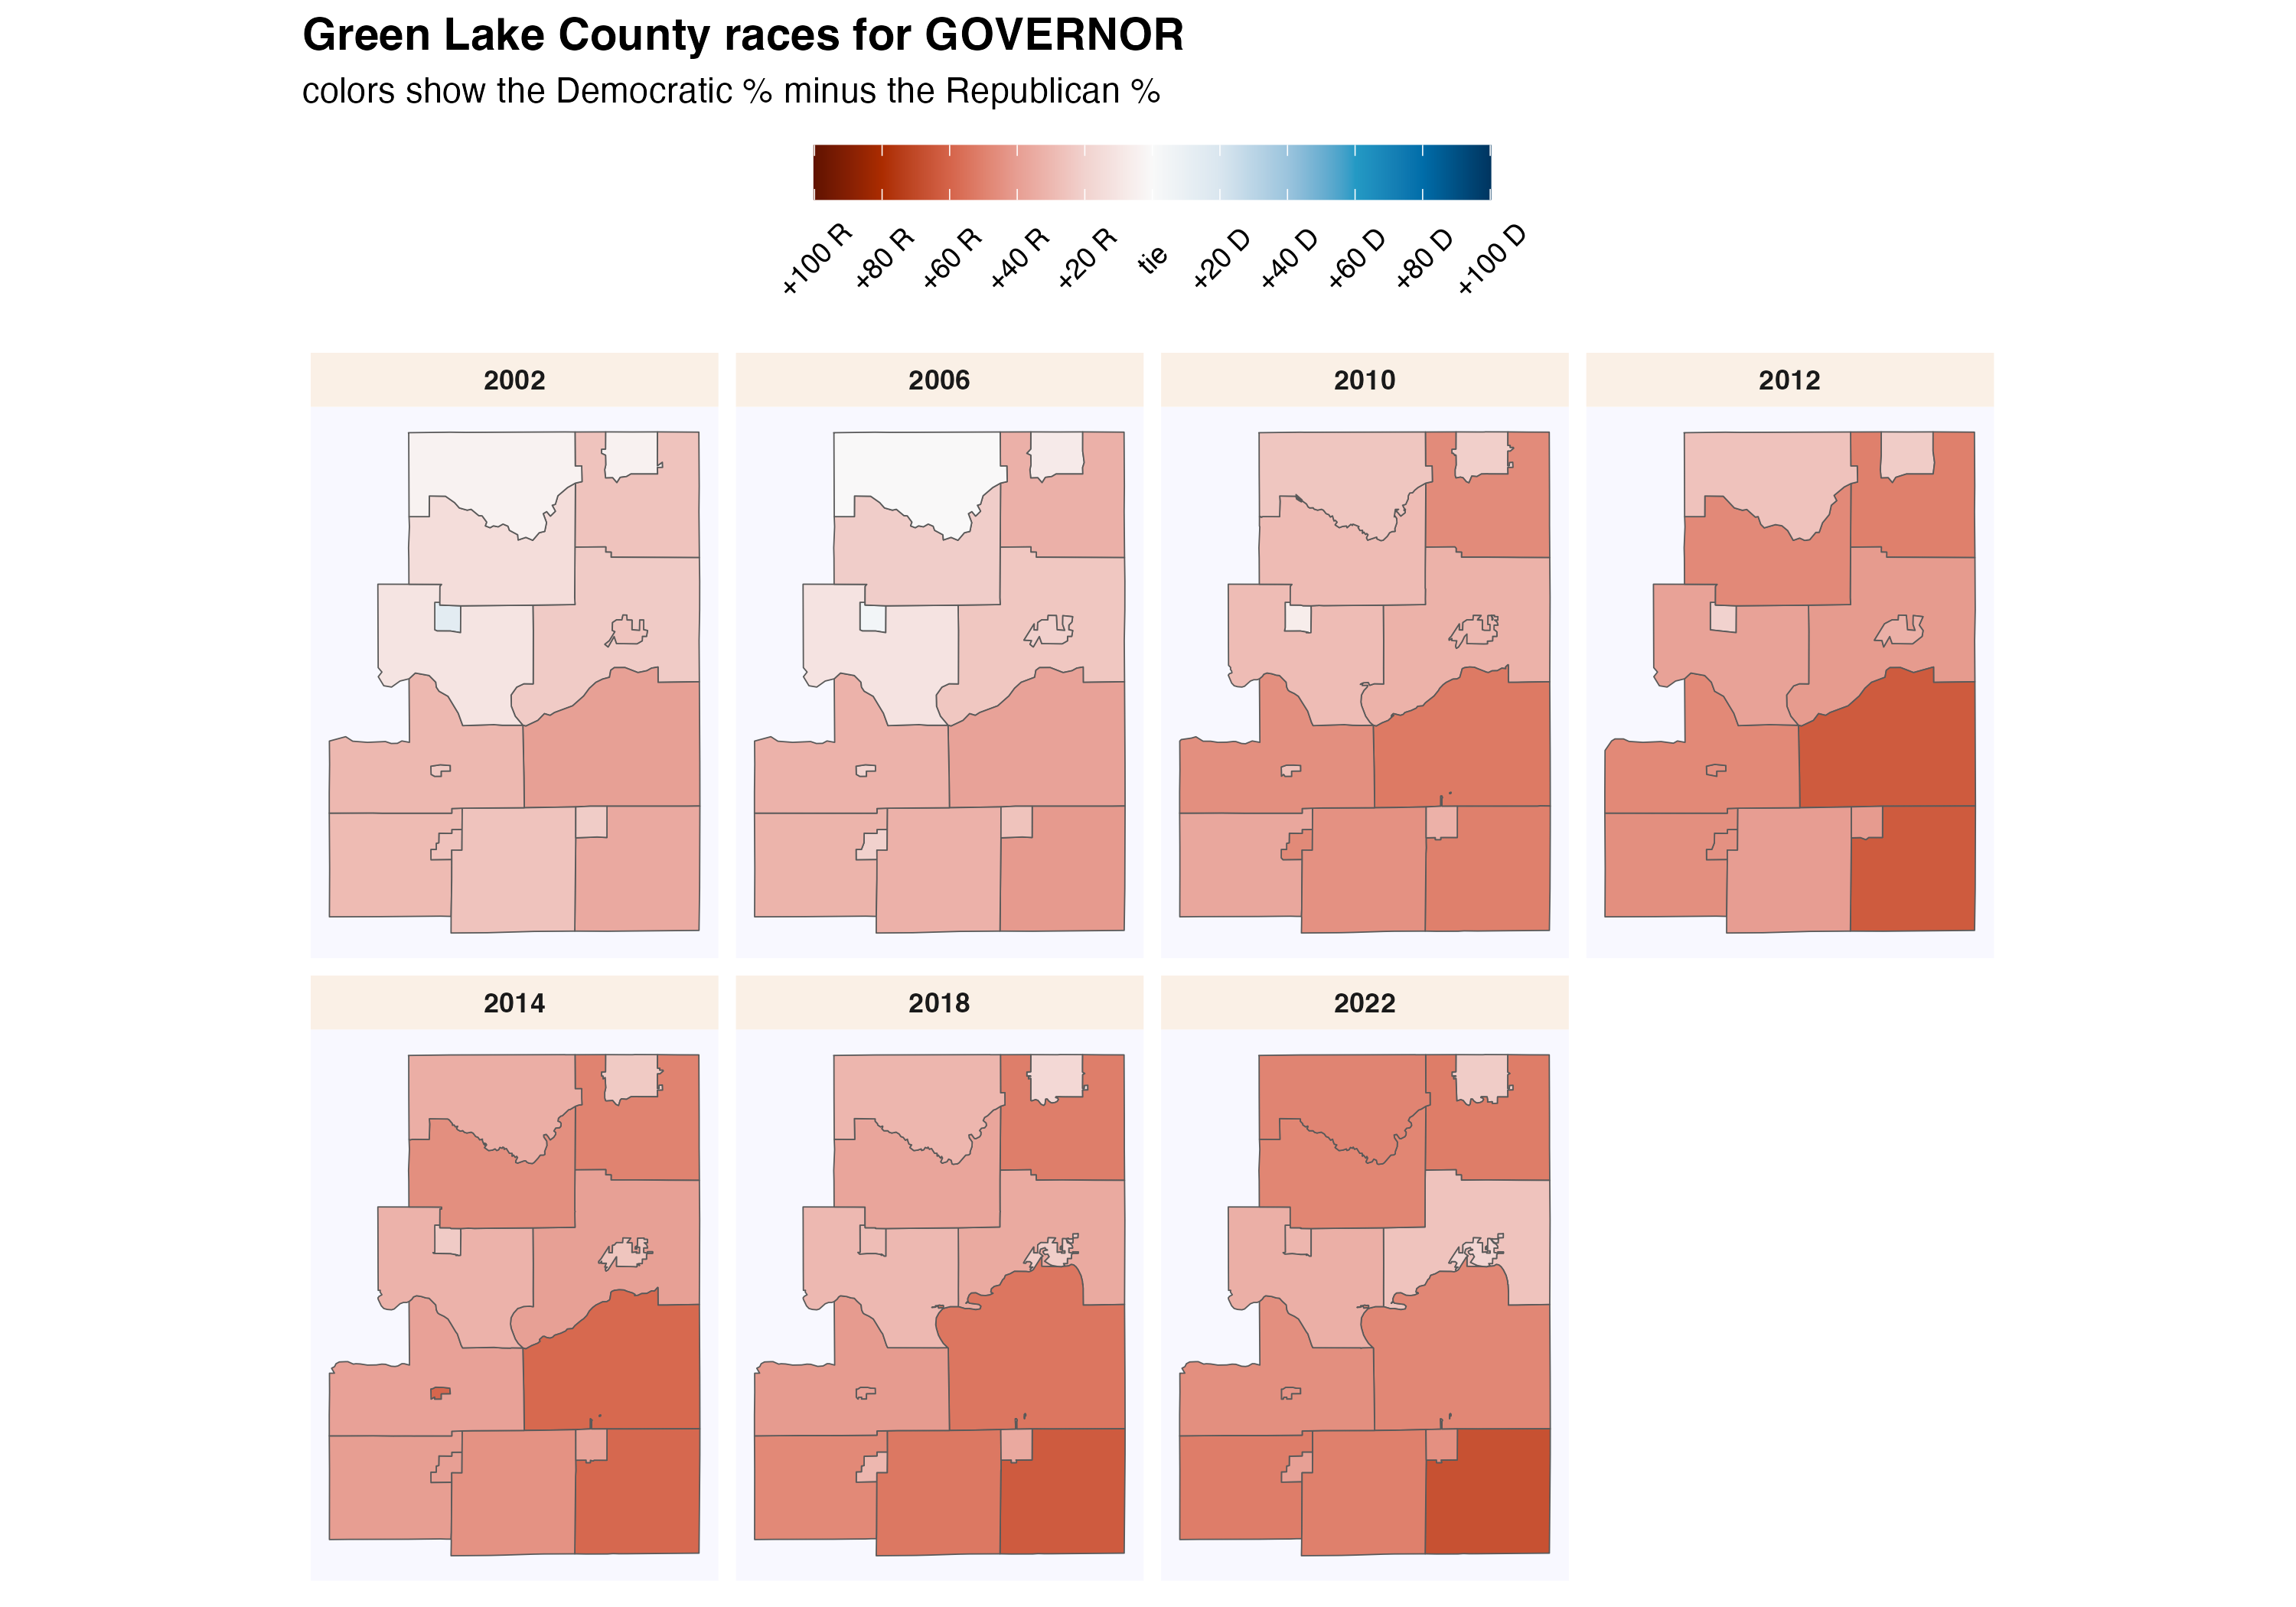 Green Lake County races for GOVERNOR
colors show the Democratic % minus the Republican %
+100 R
+80 R
+60 R
+40 R
+20 R
tie
+20 D
+40 D
+60 D
+80 D
+100 D
2002
2006
2010
2012
2014
2018
2022